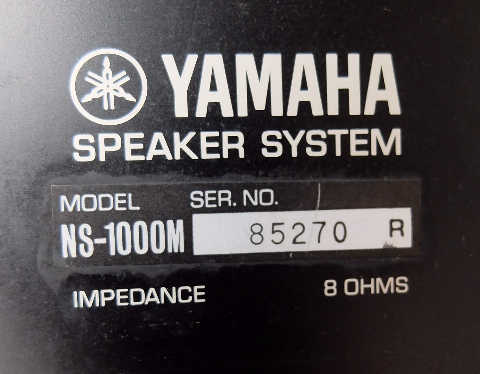 YAMAHA
SPEAKER SYSTEM
MODEL SER. NO.
NS-1000M 85270 R
IMPEDANCE 8 OHMS